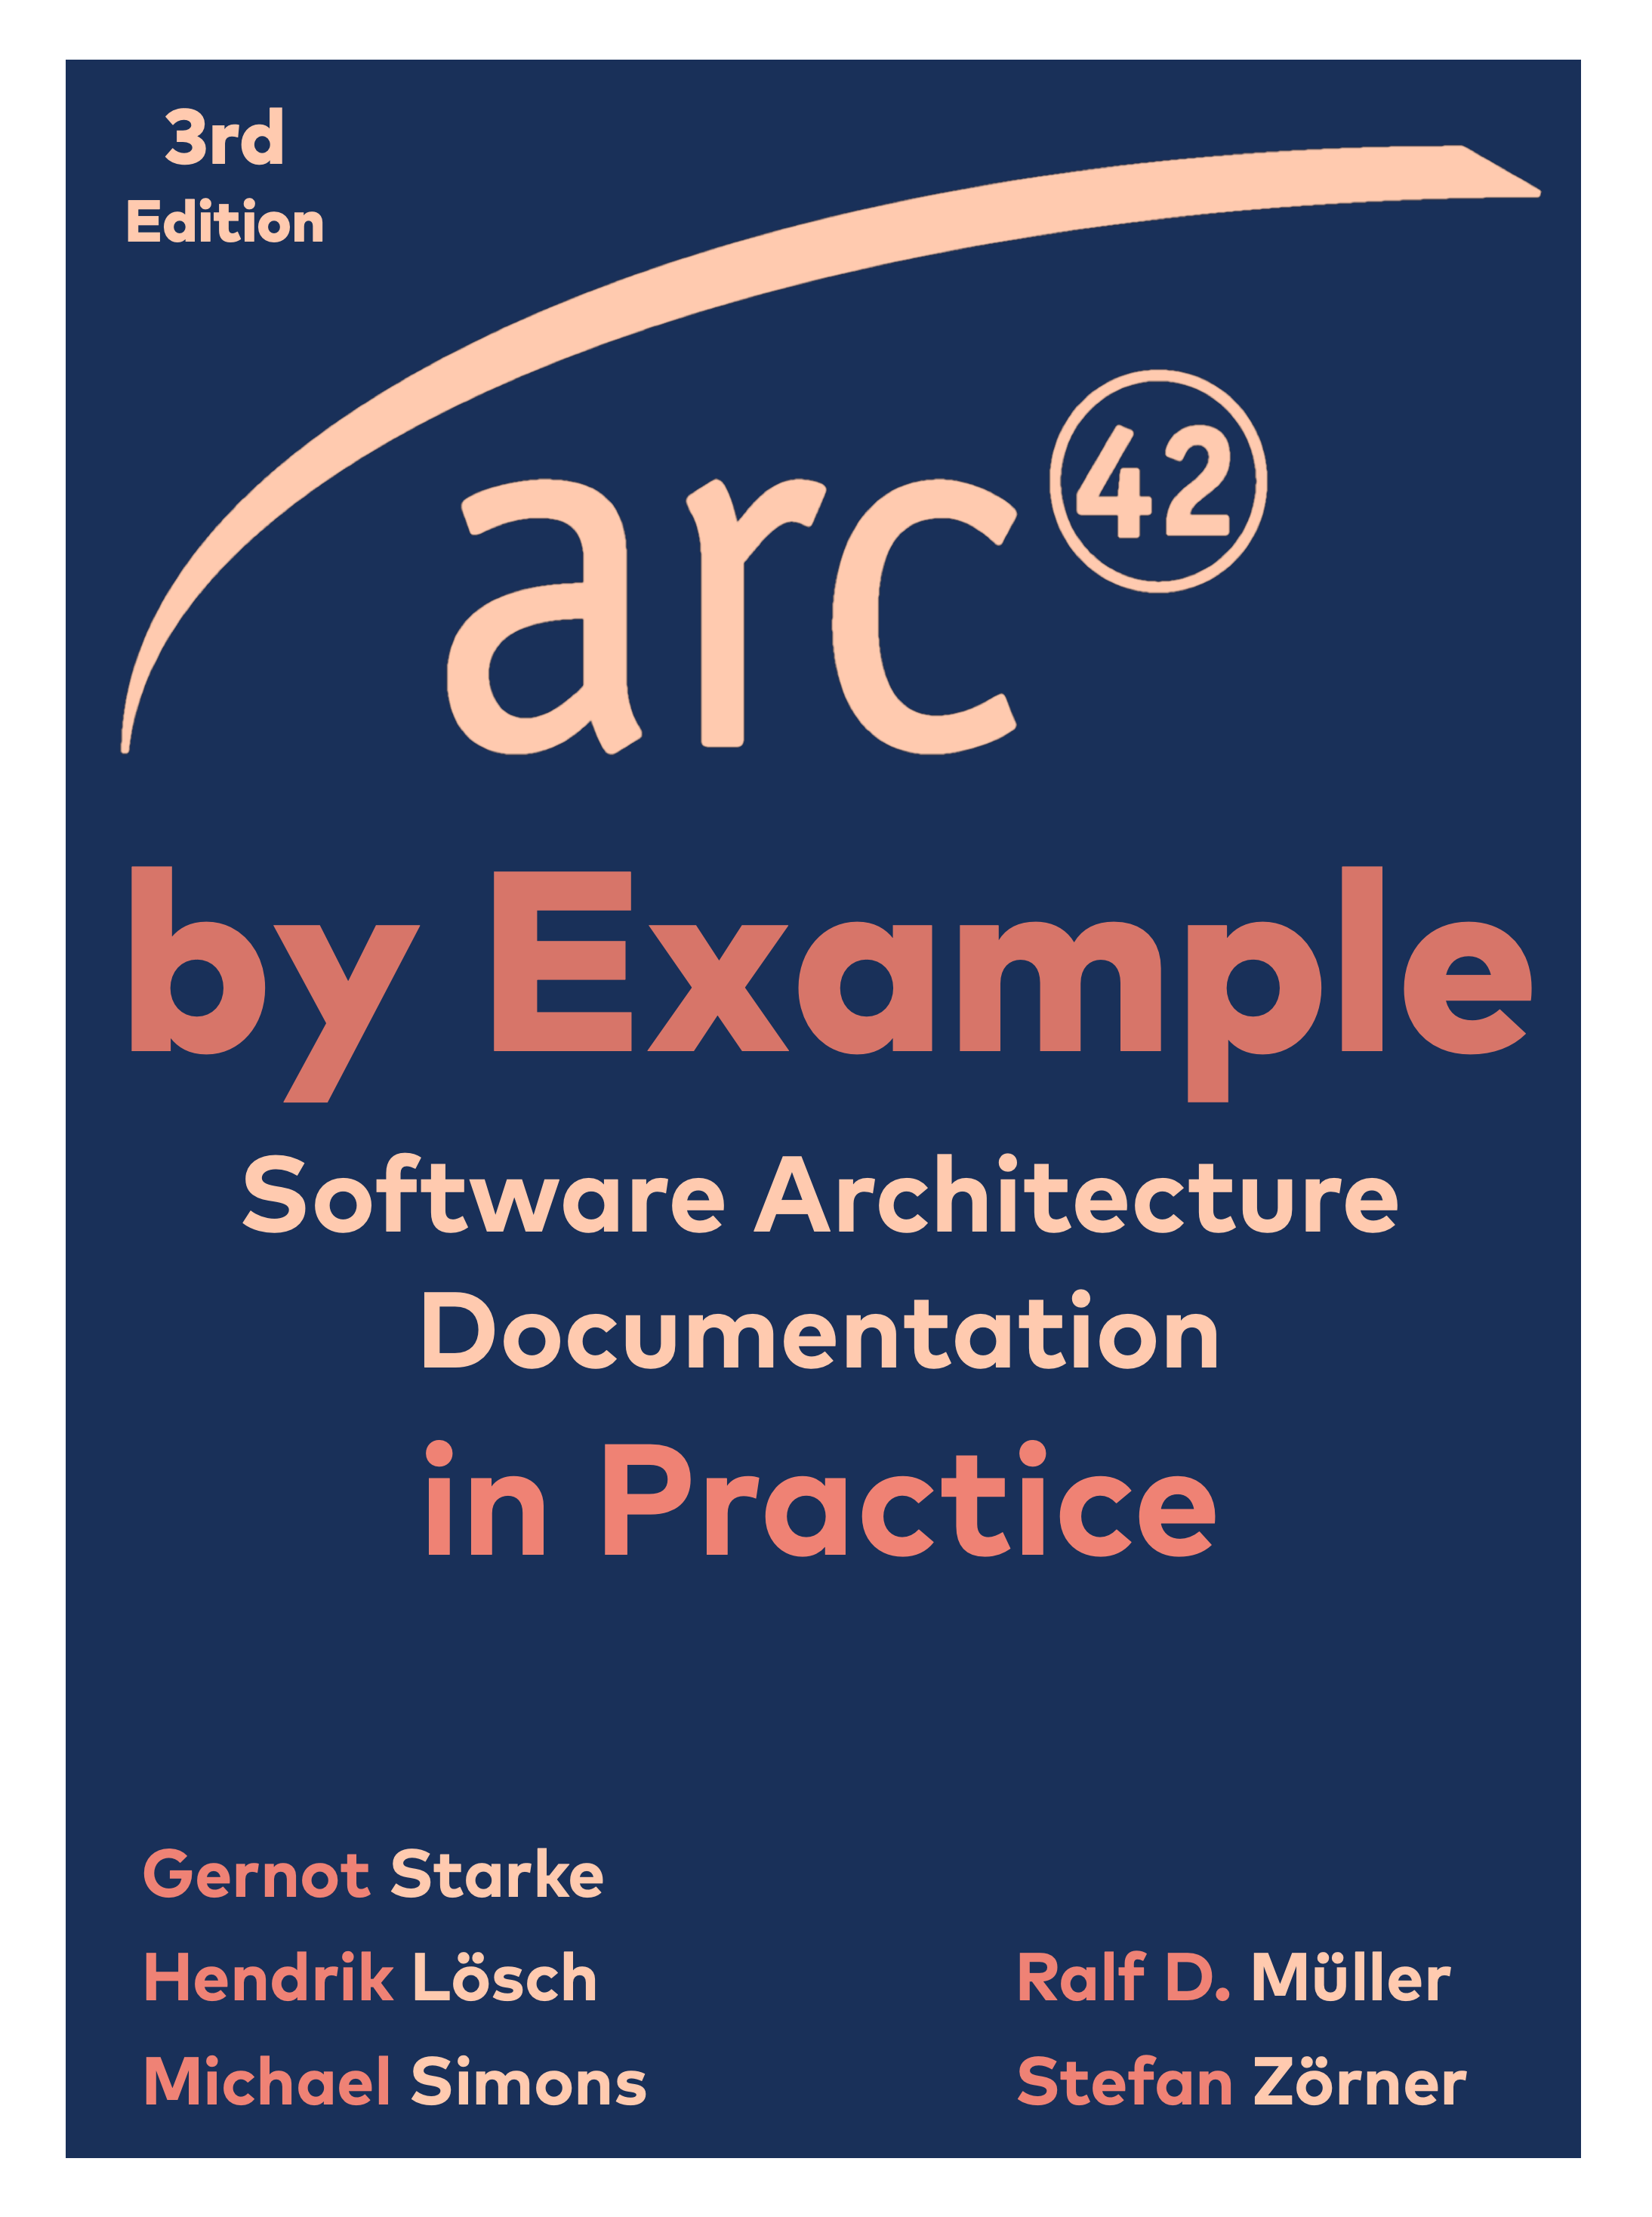 3rd
Edition
arc 42
by Example
Software Architecture
Documentation
in Practice
Gernot Starke
Hendrik Lösch
Michael Simons
Ralf D. Müller
Stefan Zörner